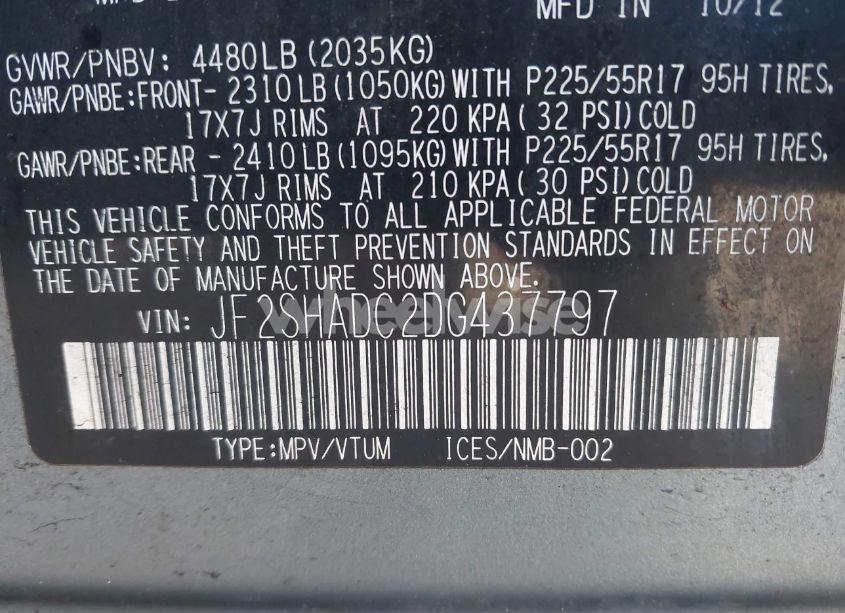 MFD IN 10/12
GVWR/PNBV: 4480LB (2035KG)
GAWR/PNBE:FRONT- 2310LB(1050KG)WITH P225/55R17 95H TIRES,
17X7J RIMS AT 220 KPA( 32 PSI)COLD
GAWR/PNBE:REAR - 2410LB(1095KG)WITH P225/55R17 95H TIRES,
17X7J RIMS AT 210 KPA( 30 PSI)COLD
THIS VEHICLE CONFORMS TO ALL APPLICABLE FEDERAL MOTOR
VEHICLE SAFETY AND THEFT PREVENTION STANDARDS IN EFFECT ON
THE DATE OF MANUFACTURE SHOWN ABOVE.
VIN: JF2SHADC2DG437797
wheelwise
TYPE:MPV/VTUM ICES/NMB-002